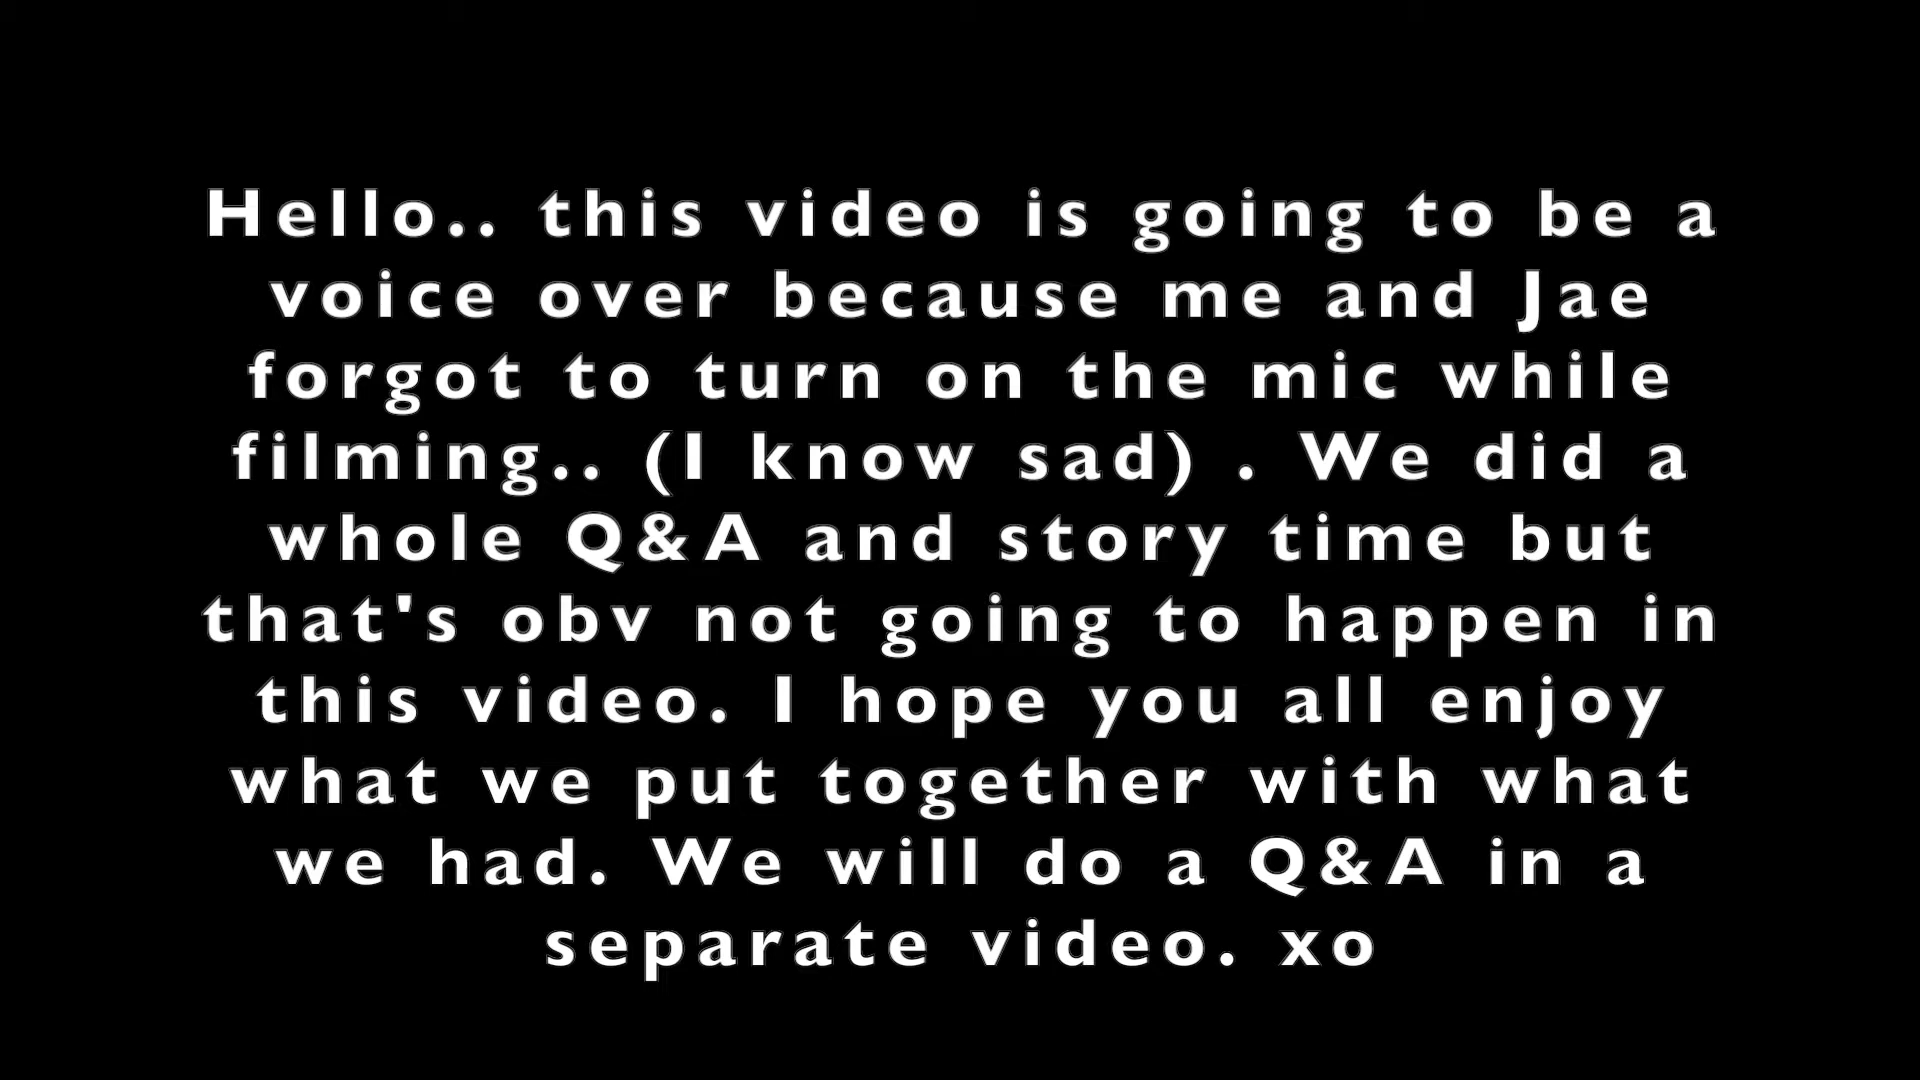 Hello.. this video is going to be a
voice over because me and Jae
forgot to turn on the mic while
filming.. (I know sad) . We did a
whole Q&A and story time but
that's obv not going to happen in
this video. I hope you all enjoy
what we put together with what
we had. We will do a Q&A in a
separate video. xo